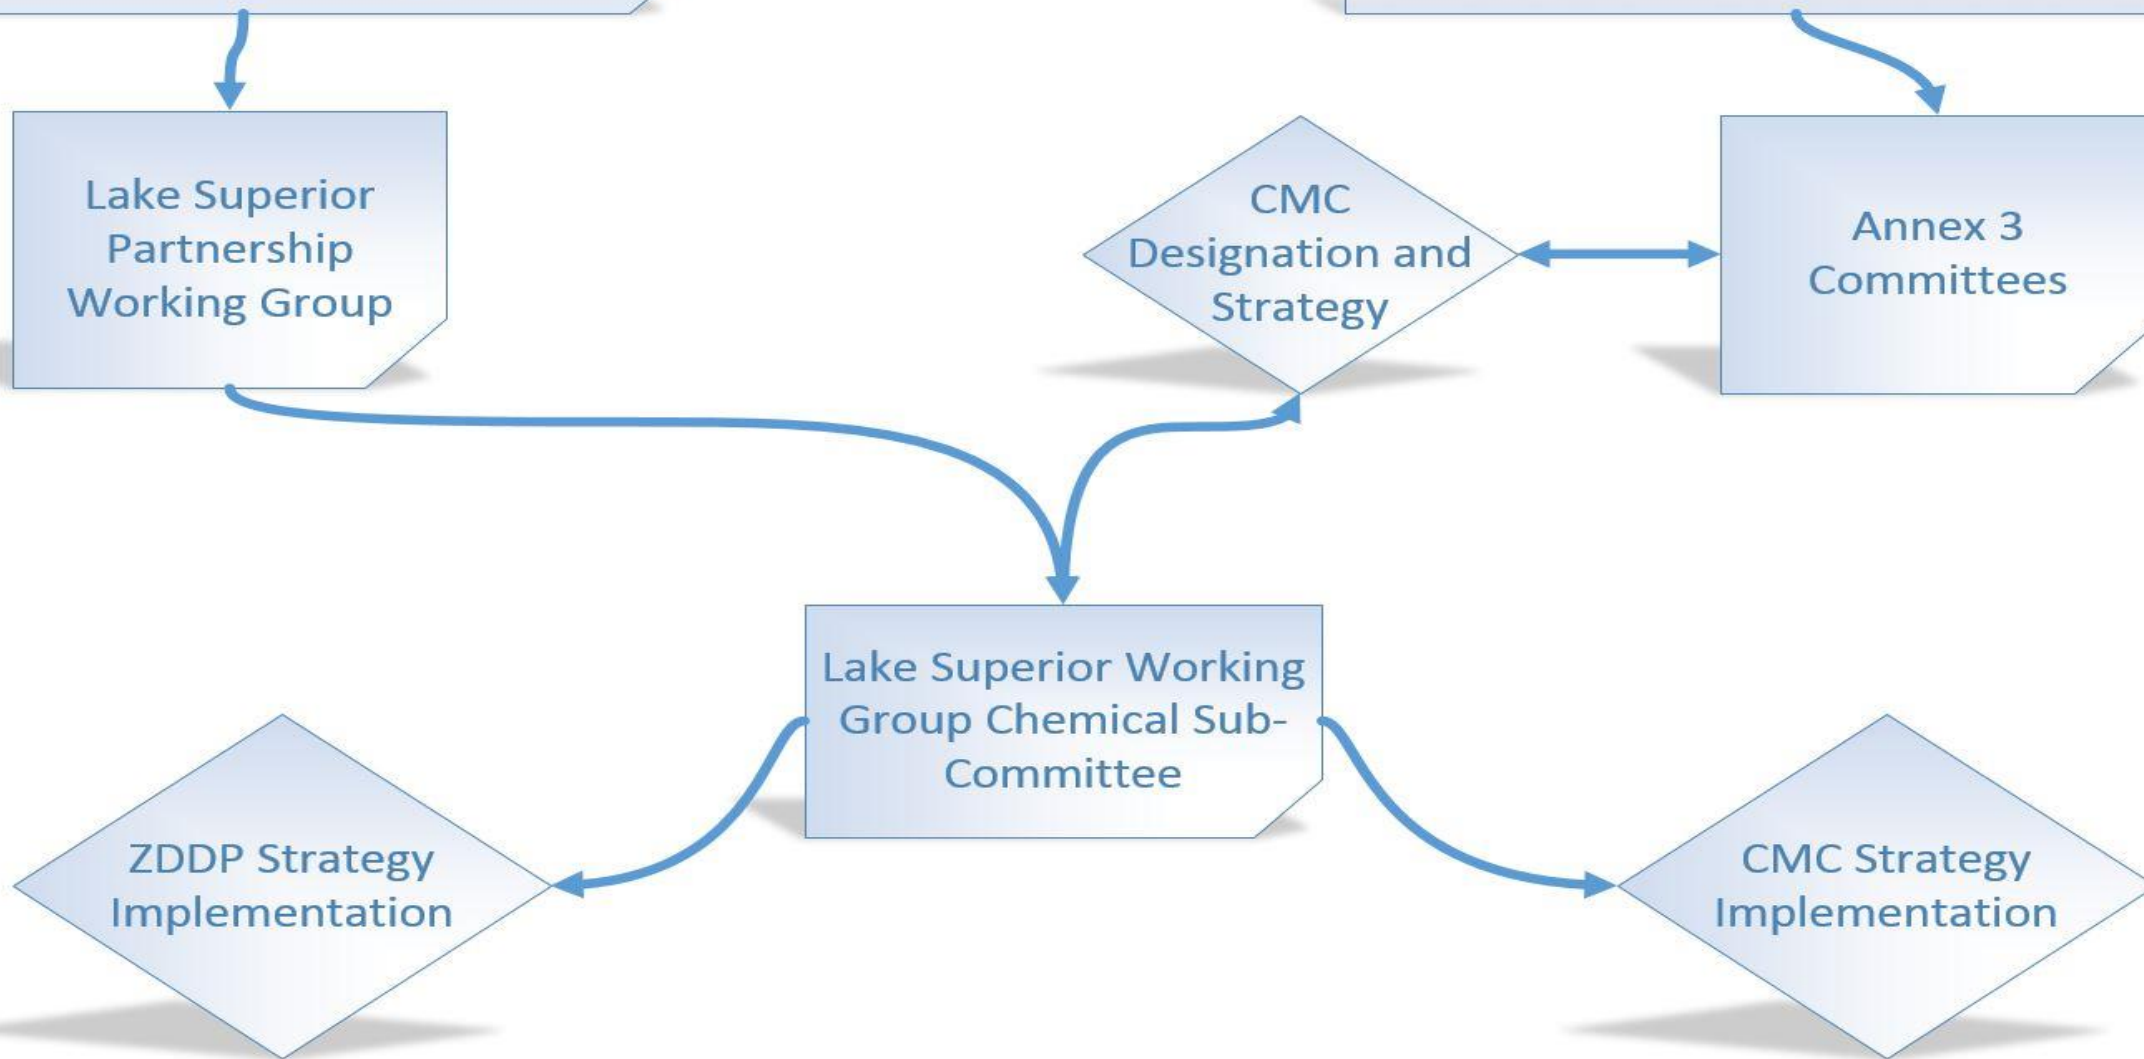 Lake Superior
Partnership
Working Group
CMC
Designation and
Strategy
Annex 3
Committees
Lake Superior Working
Group Chemical Sub-
Committee
ZDDP Strategy
Implementation
CMC Strategy
Implementation